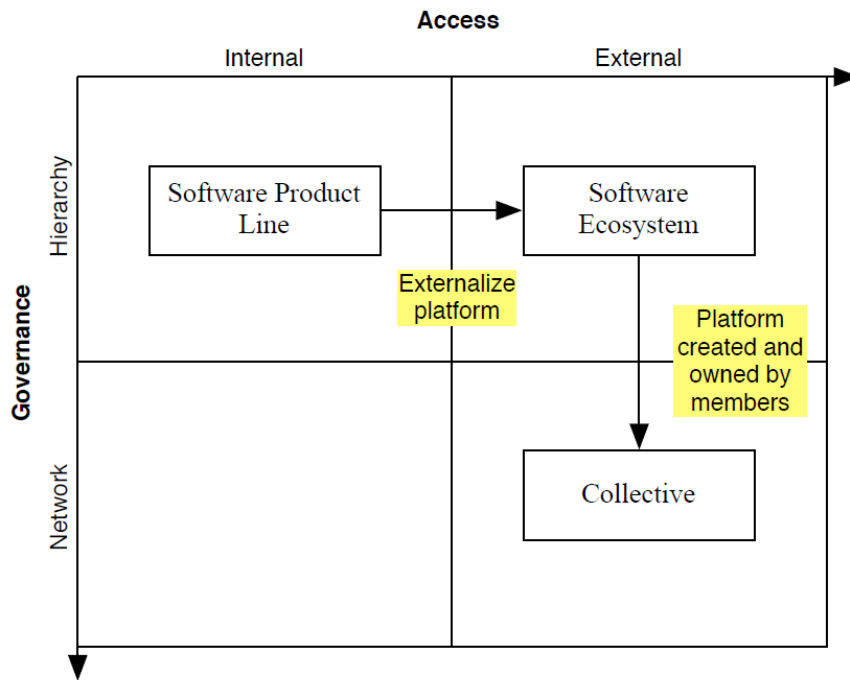 Access
Internal
External
Governance
Hierarchy
Software Product
Line
Software
Ecosystem
Externalize
platform
Platform
created and
owned by
members
Network
Collective